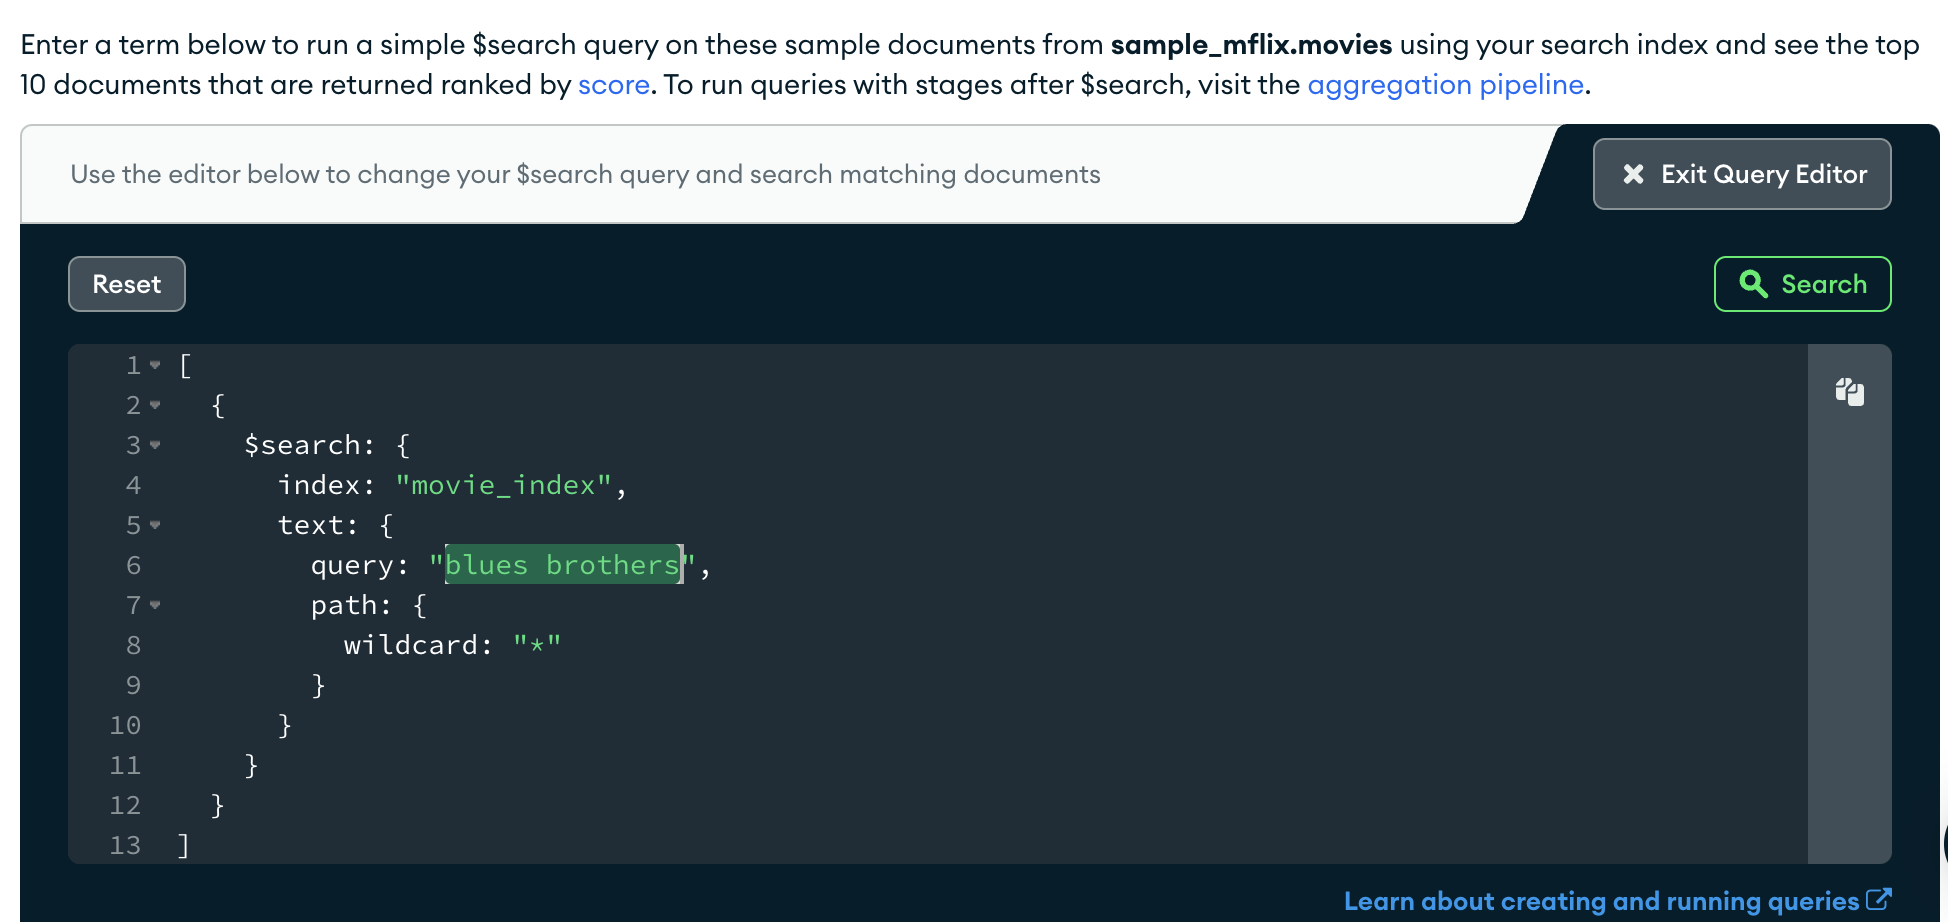 Enter a term below to run a simple $search query on these sample documents from sample_mflix.movies using your search index and see the top
10 documents that are returned ranked by score. To run queries with stages after $search, visit the aggregation pipeline.
Use the editor below to change your $search query and search matching documents
Exit Query Editor
Reset
Search
1 [
2 {
3 $search: {
4 index: "movie_index",
5 text: {
6 query: "blues brothers",
7 path: {
8 wildcard: "*"
9 }
10 }
11 }
12 }
13 ]
Learn about creating and running queries